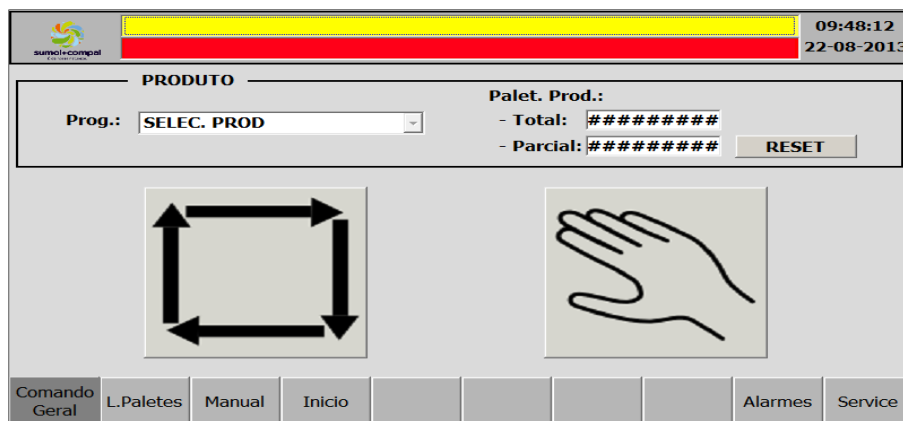 sumol+compal
09:48:12
22-08-2013
PRODUTO
Prog.: SELEC. PROD
Palet. Prod.:
- Total: #########
- Parcial: ######### RESET
Comando Geral
L.Paletes
Manual
Inicio
Alarmes
Service